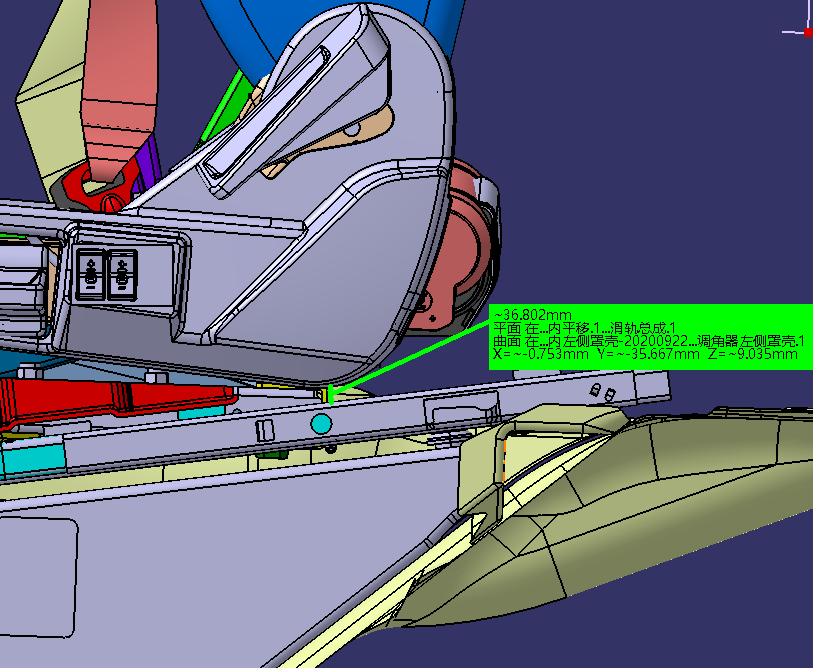 ~36.802mm
平面 在...内平移.1...滑轨总成.1
曲面 在...内左侧罩壳-20200922...调角器左侧罩壳.1
X=~-0.753mm Y=~-35.667mm Z=~9.035mm